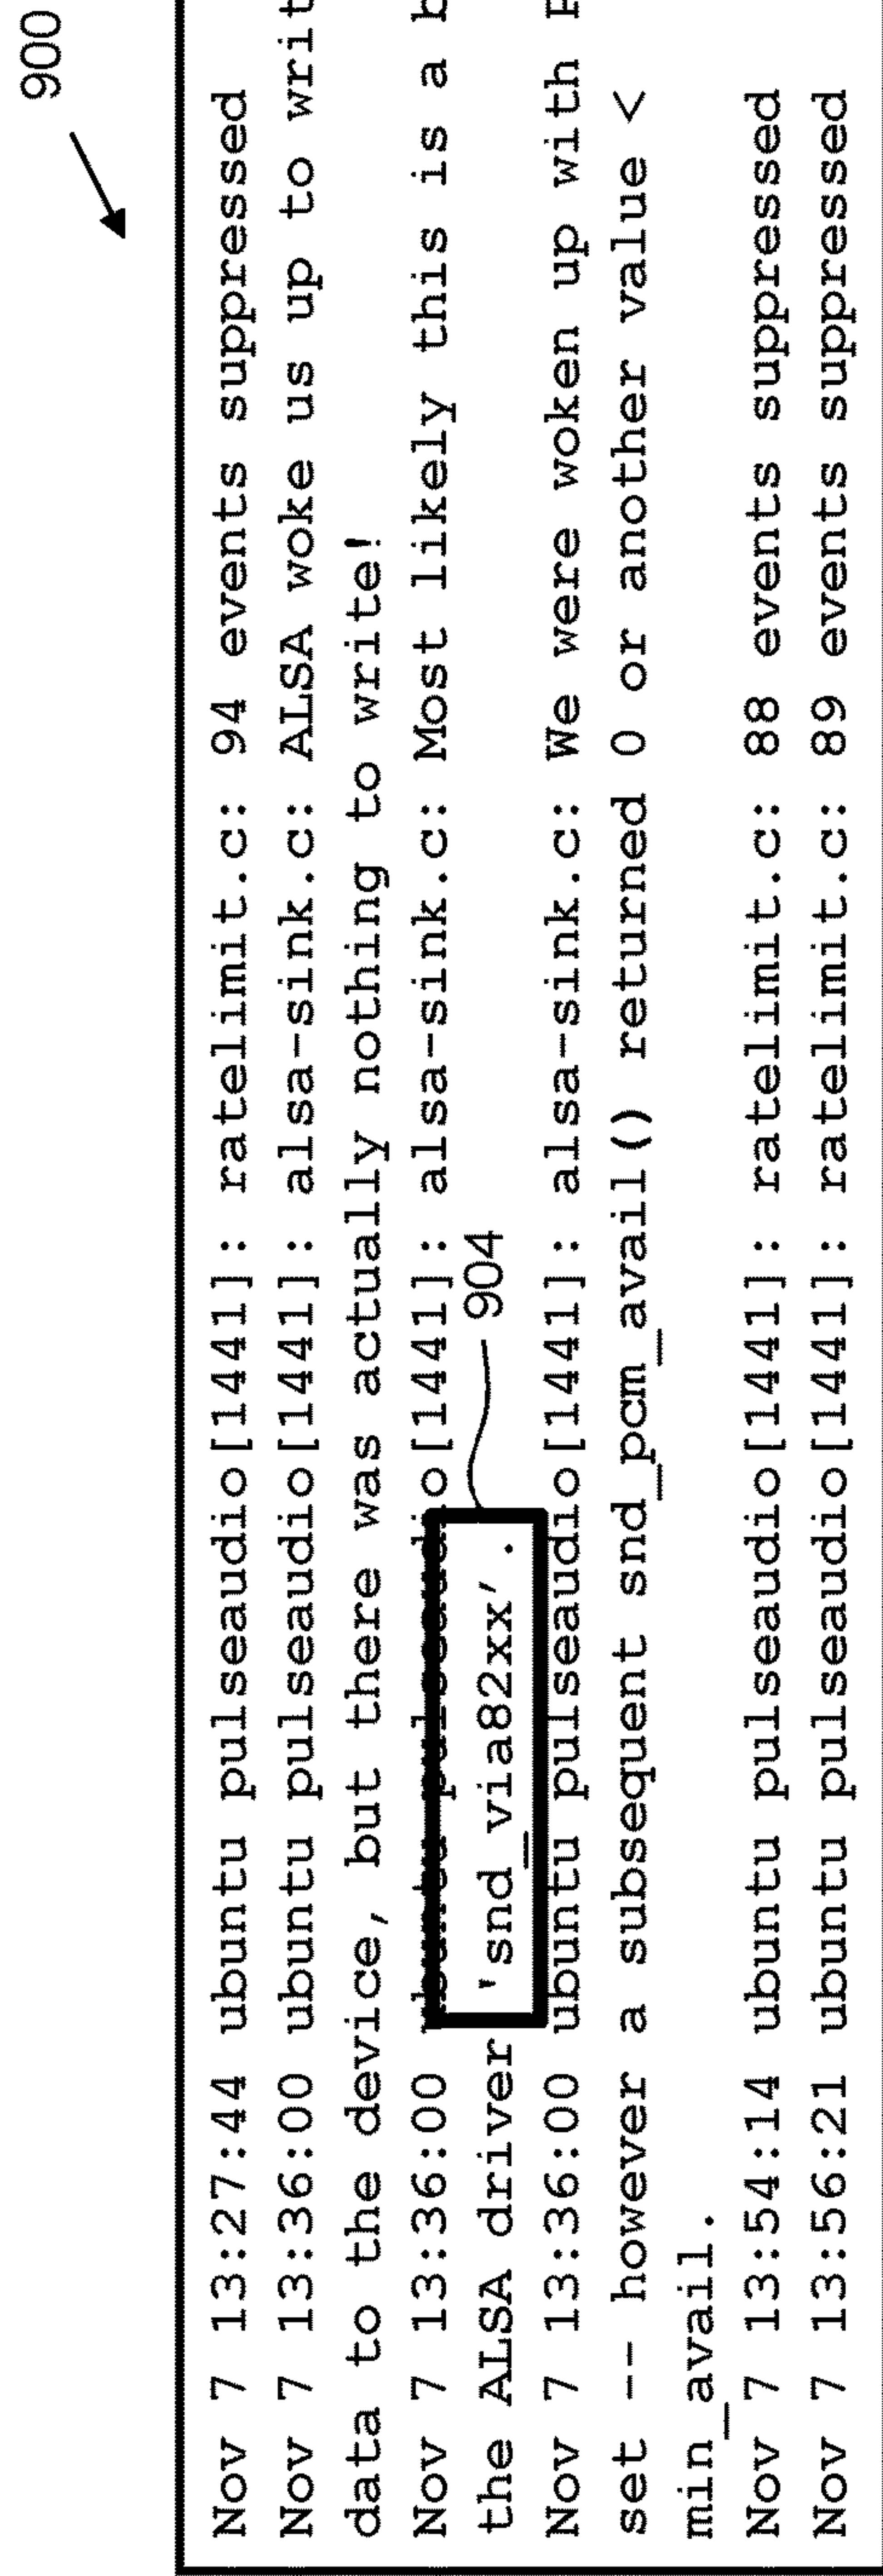 900
Nov 7 13:27:44 ubuntu pulseaudio[1441]: ratelimit.c: 94 events suppressed
Nov 7 13:36:00 ubuntu pulseaudio[1441]: alsa-sink.c: ALSA woke us up to writ
data to the device, but there was actually nothing to write!
Nov 7 13:36:00 ubuntu pulseaudio[1441]: alsa-sink.c: Most likely this is a b
the ALSA driver 'snd_via82xx'.
904
Nov 7 13:36:00 ubuntu pulseaudio[1441]: alsa-sink.c: We were woken up with P
set -- however a subsequent snd_pcm_avail() returned 0 or another value <
min_avail.
Nov 7 13:54:14 ubuntu pulseaudio[1441]: ratelimit.c: 88 events suppressed
Nov 7 13:56:21 ubuntu pulseaudio[1441]: ratelimit.c: 89 events suppressed